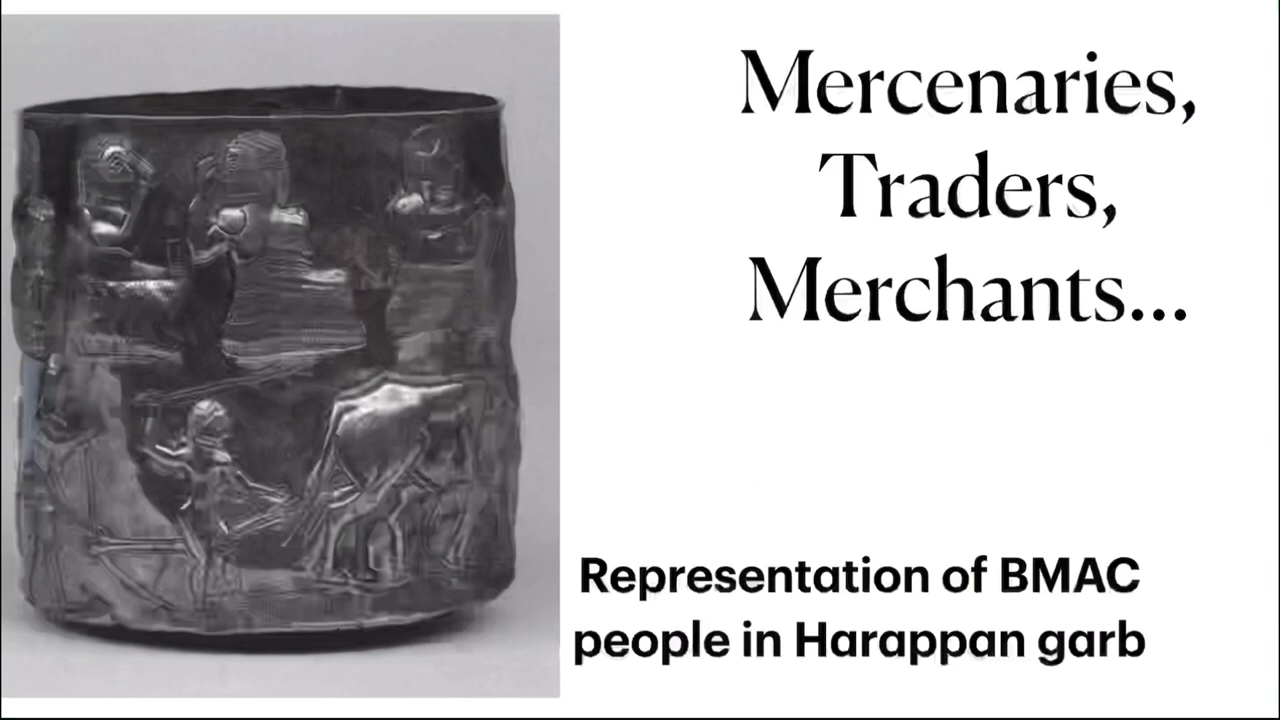 Mercenaries,
Traders,
Merchants...
Representation of BMAC
people in Harappan garb